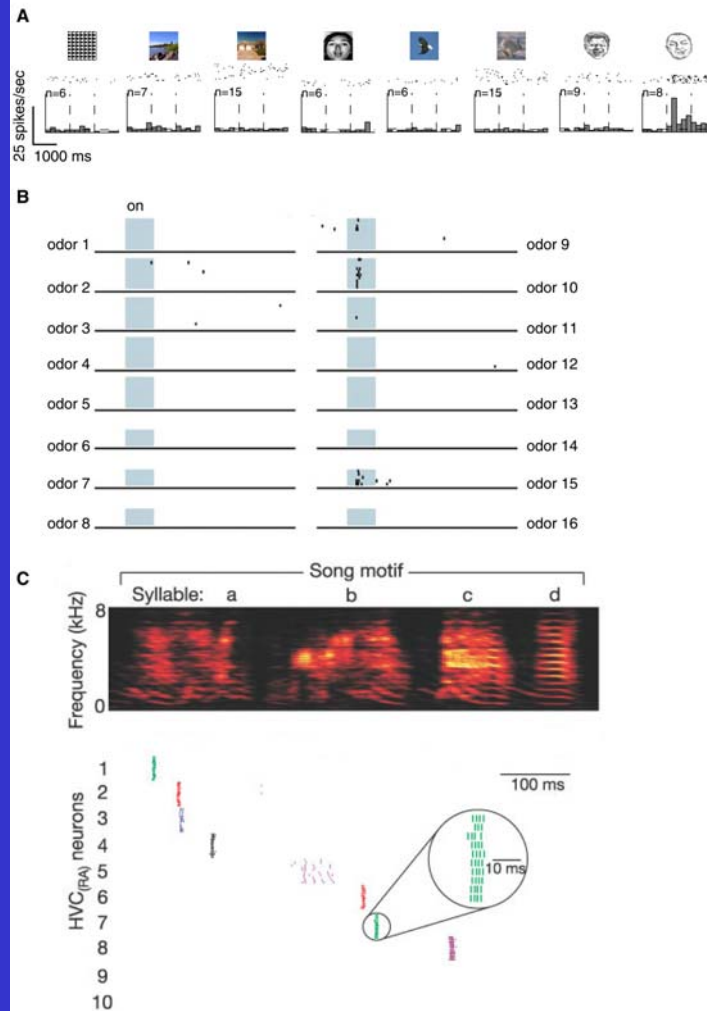 A
n=6 n=7 n=15 n=6 n=6 n=15 n=9 n=8
25 spikes/sec
1000 ms
B
on
odor 1 odor 9
odor 2 odor 10
odor 3 odor 11
odor 4 odor 12
odor 5 odor 13
odor 6 odor 14
odor 7 odor 15
odor 8 odor 16
C
Song motif
Syllable: a b c d
Frequency (kHz)
8
0
100 ms
HVC(RA) neurons
1
2
3
4
5
6
7
8
9
10
10 ms